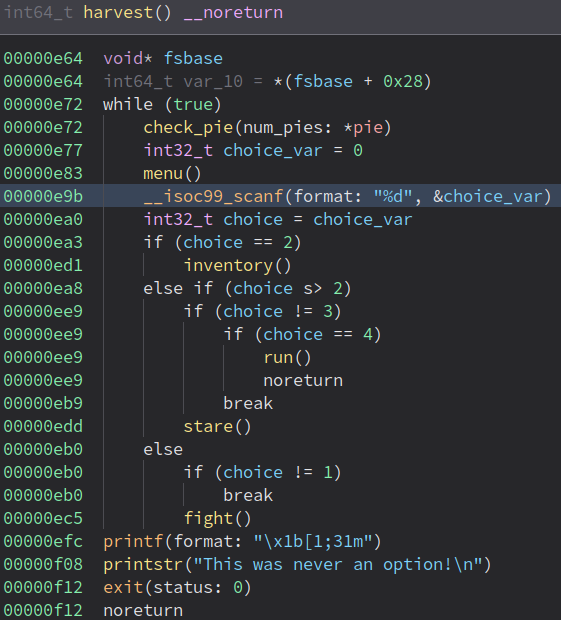 int64_t harvest() __noreturn
00000e64 void* fsbase
00000e64 int64_t var_10 = *(fsbase + 0x28)
00000e72 while (true)
00000e72 check_pie(num_pies: *pie)
00000e77 int32_t choice_var = 0
00000e83 menu()
00000e9b __isoc99_scanf(format: "%d", &choice_var)
00000ea0 int32_t choice = choice_var
00000ea3 if (choice == 2)
00000ed1 inventory()
00000ea8 else if (choice s> 2)
00000ee9 if (choice != 3)
00000ee9 if (choice == 4)
00000ee9 run()
00000ee9 noreturn
00000eb9 break
00000edd stare()
00000eb0 else
00000eb0 if (choice != 1)
00000eb0 break
00000ec5 fight()
00000efc printf(format: "\x1b[1;31m")
00000f08 printstr("This was never an option!\n")
00000f12 exit(status: 0)
00000f12 noreturn